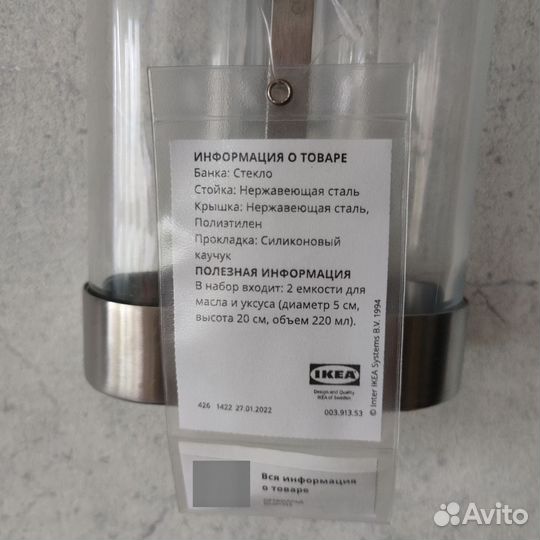 ИНФОРМАЦИЯ О ТОВАРЕ
Банка: Стекло
Стойка: Нержавеющая сталь
Крышка: Нержавеющая сталь,
Полиэтилен
Прокладка: Силиконовый
каучук
ПОЛЕЗНАЯ ИНФОРМАЦИЯ
В набор входит: 2 емкости для
масла и уксуса (диаметр 5 см,
высота 20 см, объем 220 мл).
© Inter IKEA Systems B.V. 1994
IKEA
Design and Quality
IKEA of Sweden
426 1422 27.01.2022
003.913.53
Вся информация
о товаре
Avito